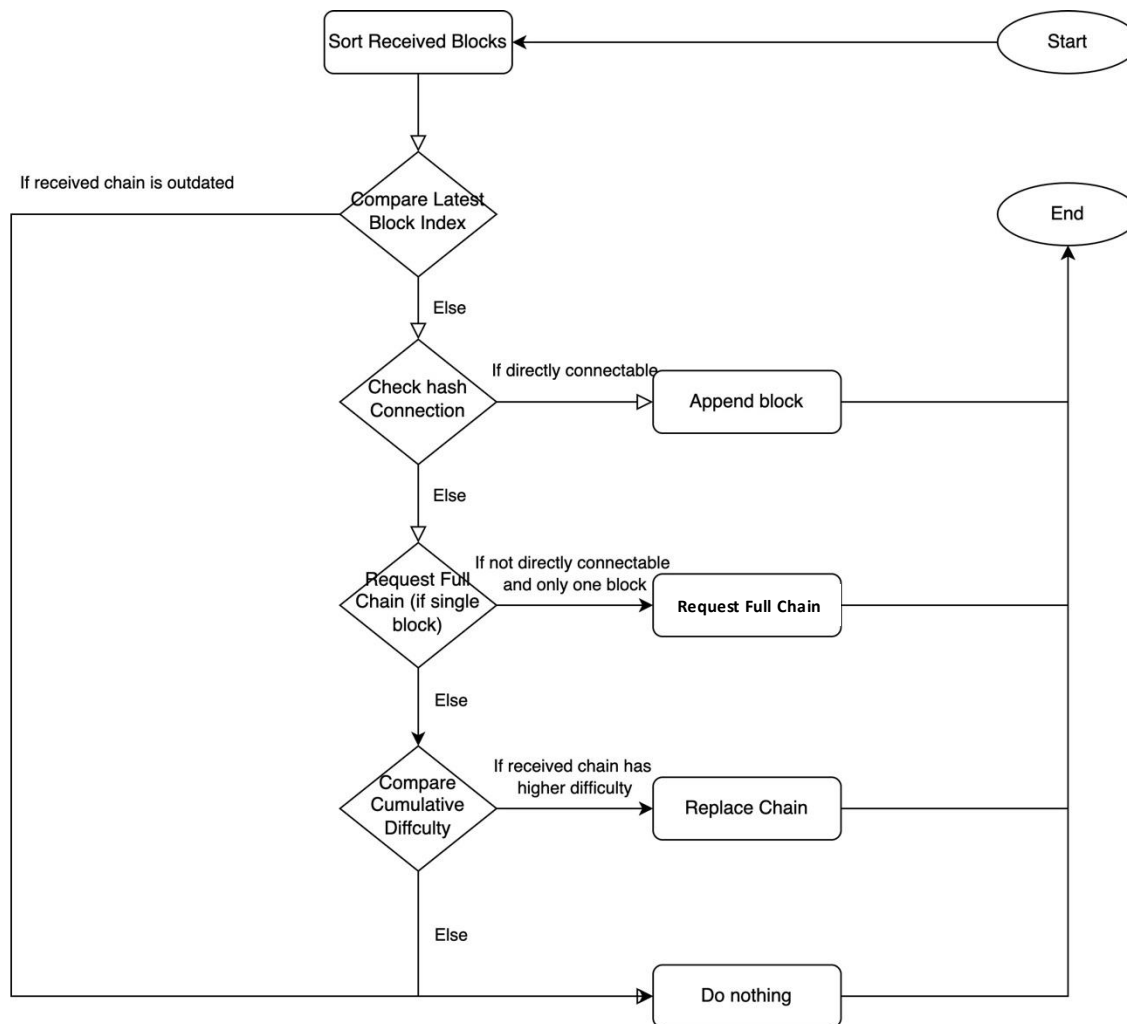 Sort Received Blocks
Start
If received chain is outdated
Compare Latest
Block Index
End
Else
Check hash
Connection
If directly connectable
Append block
Else
Request Full
Chain (if single
block)
If not directly connectable
and only one block
Request Full Chain
Else
Compare
Cumulative
Diffculty
If received chain has
higher difficulty
Replace Chain
Else
Do nothing